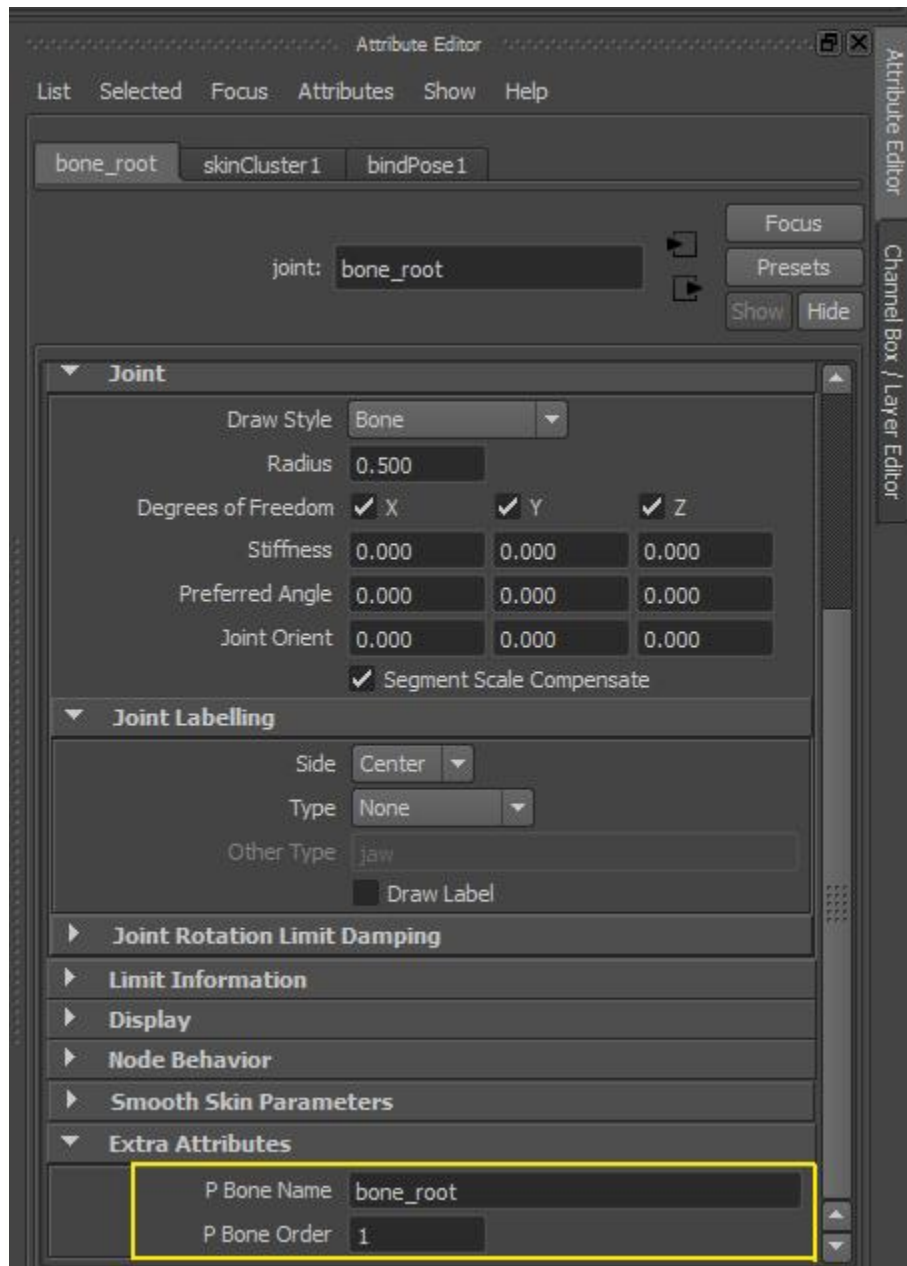 Attribute Editor
List Selected Focus Attributes Show Help
bone_root skinCluster1 bindPose1
Focus
joint: bone_root
Presets
Show Hide
Joint
Draw Style Bone
Radius 0.500
Degrees of Freedom X Y Z
Stiffness 0.000 0.000 0.000
Preferred Angle 0.000 0.000 0.000
Joint Orient 0.000 0.000 0.000
Segment Scale Compensate
Joint Labelling
Side Center
Type None
Other Type jaw
Draw Label
Joint Rotation Limit Damping
Limit Information
Display
Node Behavior
Smooth Skin Parameters
Extra Attributes
P Bone Name bone_root
P Bone Order 1
Attribute Editor
Channel Box / Layer Editor